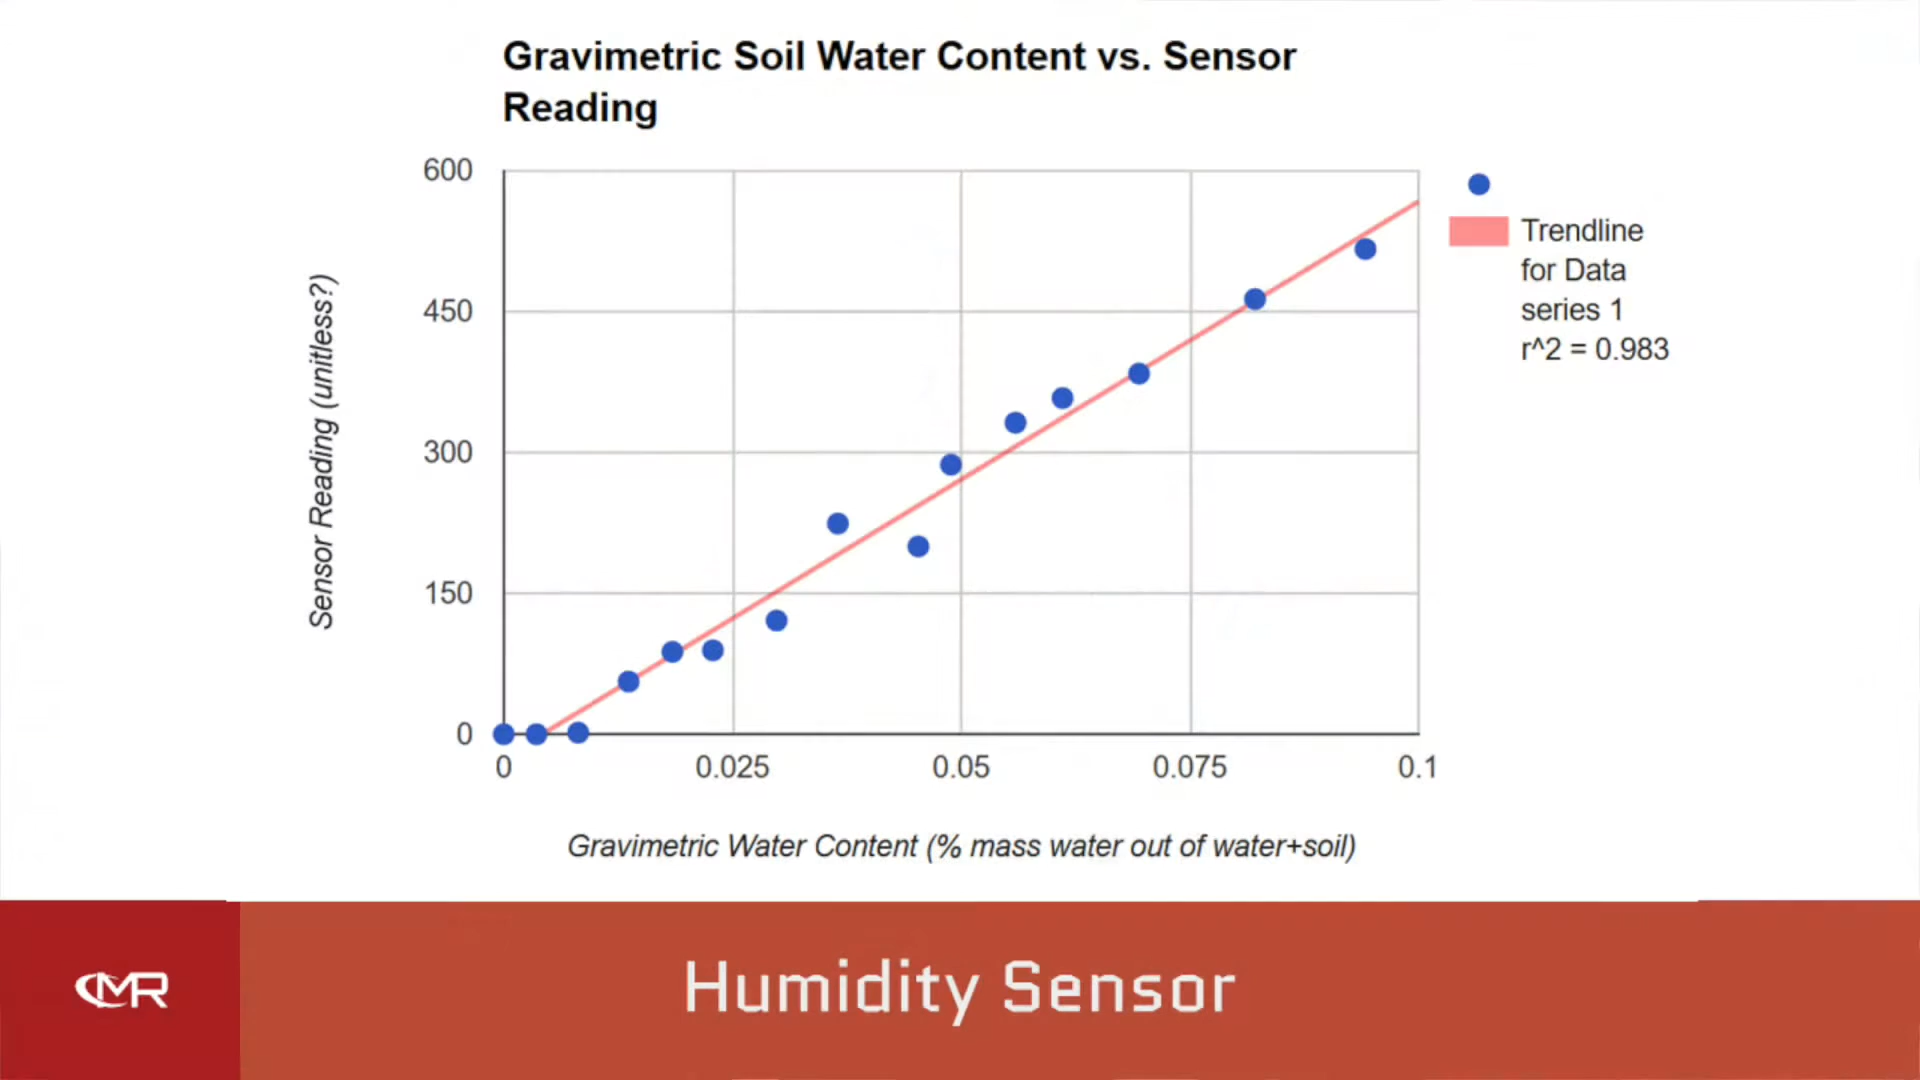 Gravimetric Soil Water Content vs. Sensor
Reading
600
450
300
150
0
0
0.025
0.05
0.075
0.1
Sensor Reading (unitless?)
Gravimetric Water Content (% mass water out of water+soil)
Trendline
for Data
series 1
r^2 = 0.983
CMR
Humidity Sensor